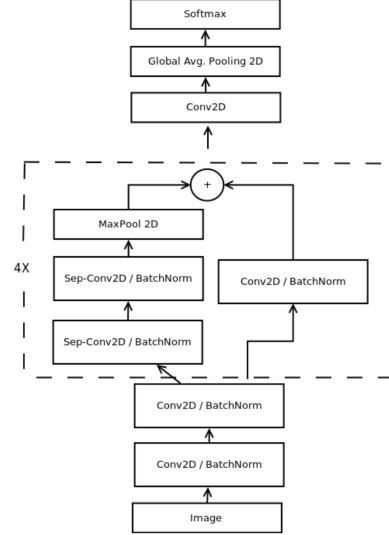 Softmax
Global Avg. Pooling 2D
Conv2D
+
MaxPool 2D
4X
Sep-Conv2D / BatchNorm
Conv2D / BatchNorm
Sep-Conv2D / BatchNorm
Conv2D / BatchNorm
Conv2D / BatchNorm
Image